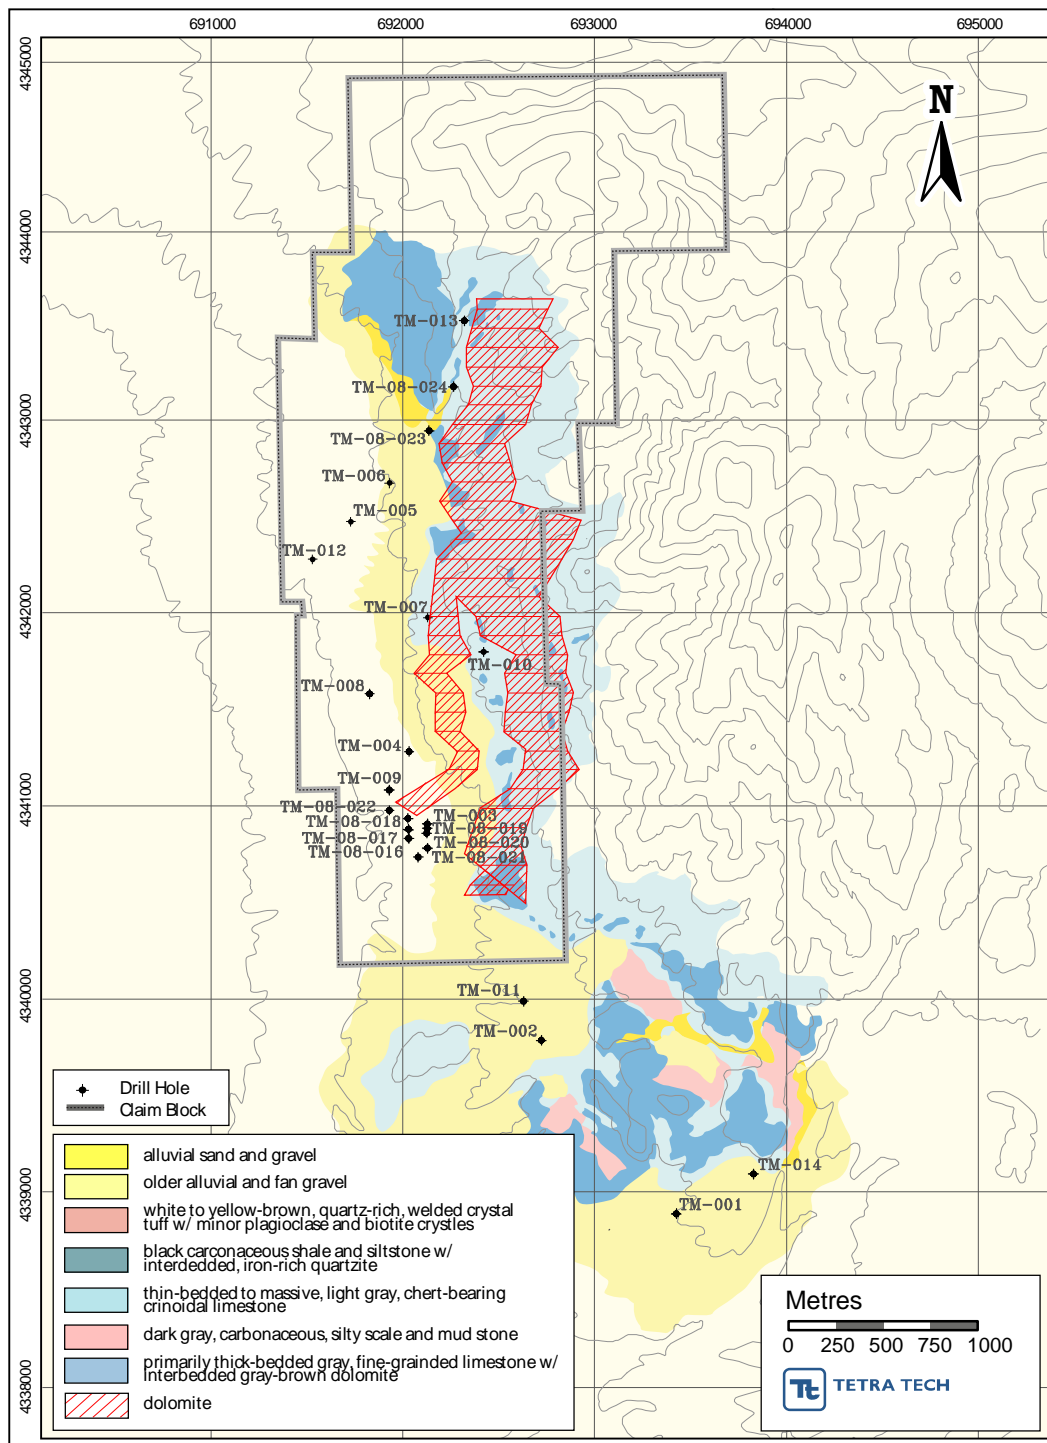 691000 692000 693000 694000 695000
4345000
N
4344000
TM-013
TM-08-024
4343000
TM-08-023
TM-006
TM-005
TM-012
4342000
TM-007
TM-010
TM-008
TM-004
TM-009
4341000
TM-08-022
TM-003
TM-08-018
TM-08-019
TM-08-017
TM-08-020
TM-08-016
TM-08-021
4340000
TM-011
TM-002
TM-014
4339000
TM-001
4338000
Drill Hole
Claim Block
alluvial sand and gravel
older alluvial and fan gravel
white to yellow-brown, quartz-rich, welded crystal
tuff w/ minor plagioclase and biotite crystles
black carconaceous shale and siltstone w/
interdedded, iron-rich quartzite
thin-bedded to massive, light gray, chert-bearing
crinoidal limestone
dark gray, carbonaceous, silty scale and mud stone
primarily thick-bedded gray, fine-grainded limestone w/
interbedded gray-brown dolomite
dolomite
Metres
0 250 500 750 1000
Tt TETRA TECH